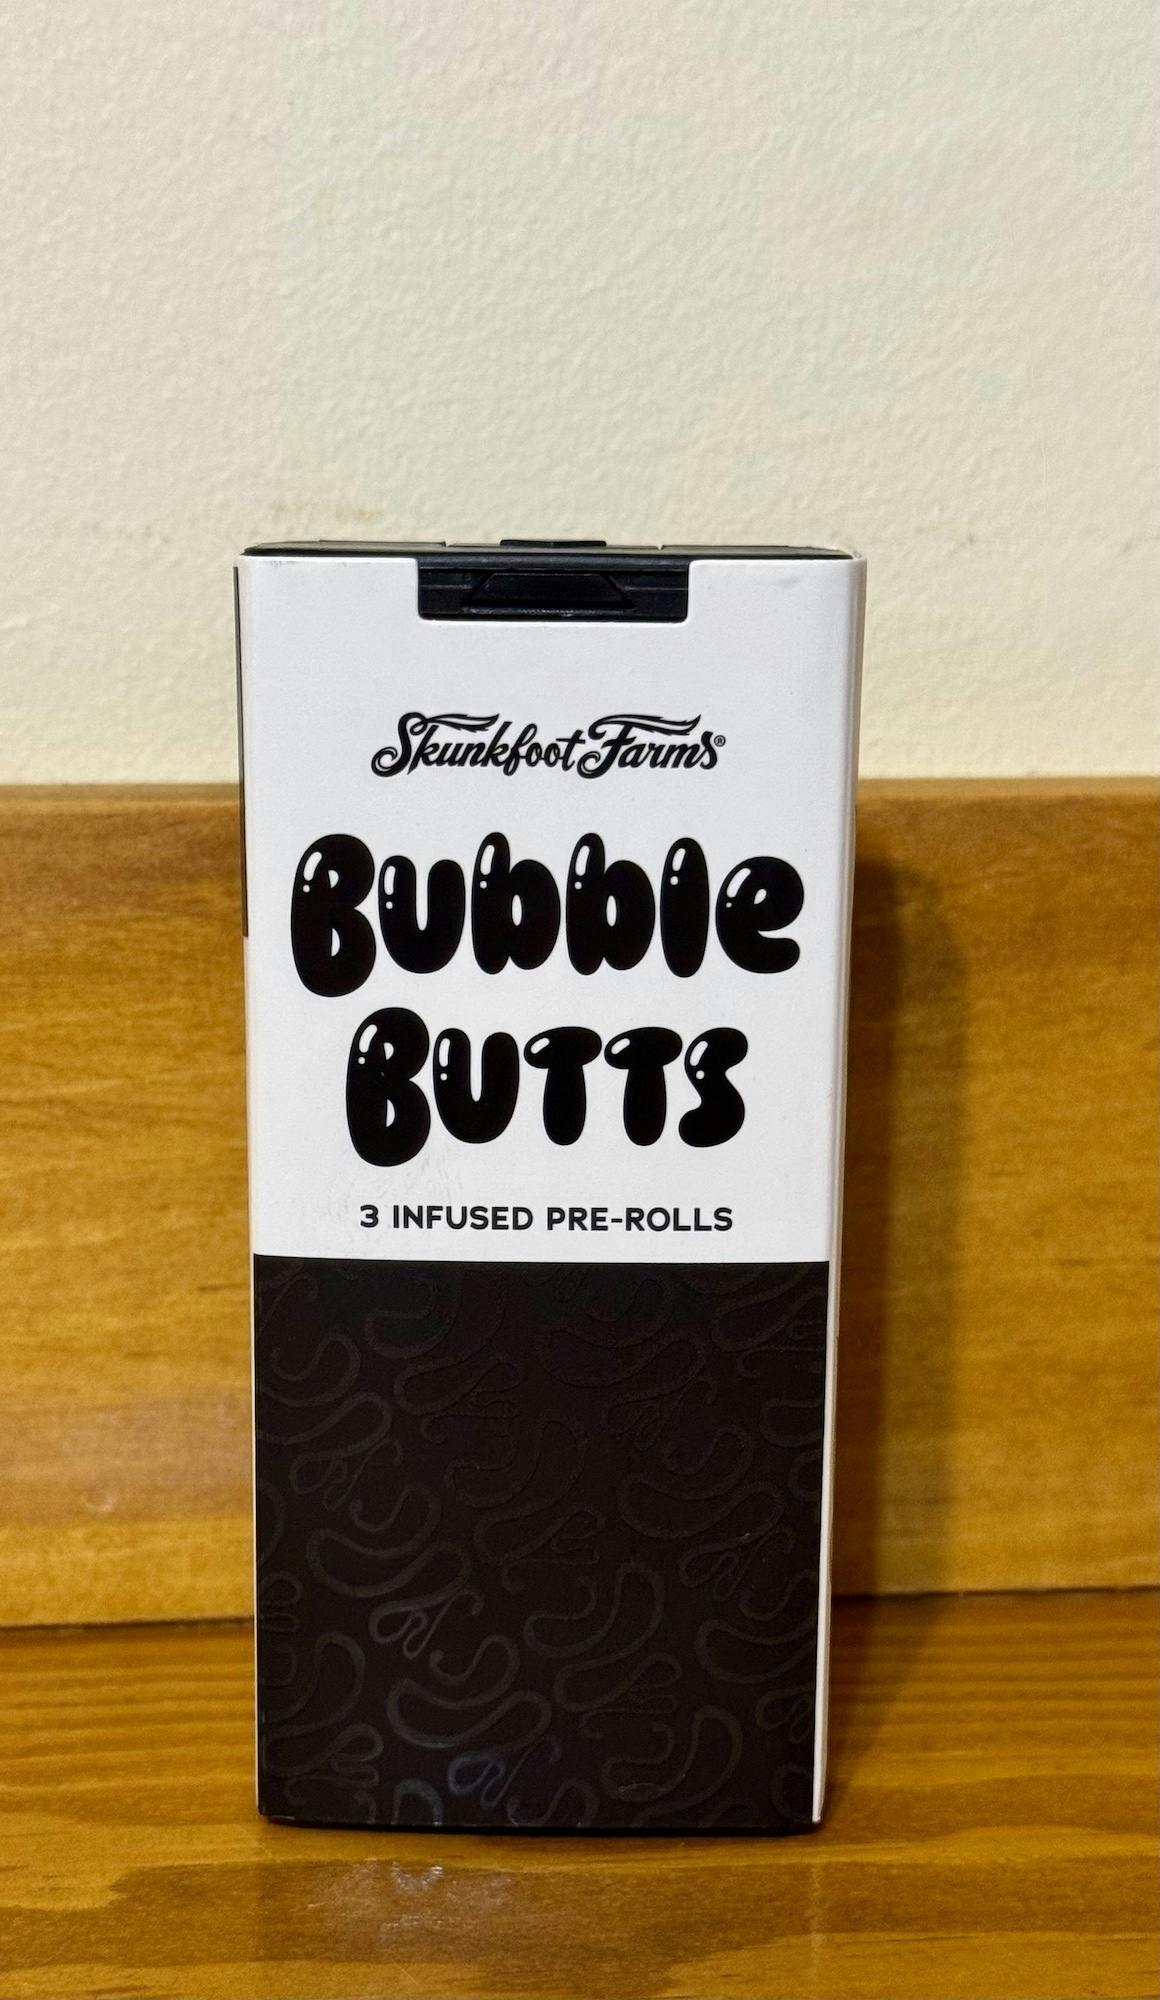 Skunkfoot Farms®
Bubble
Butts
3 INFUSED PRE-ROLLS